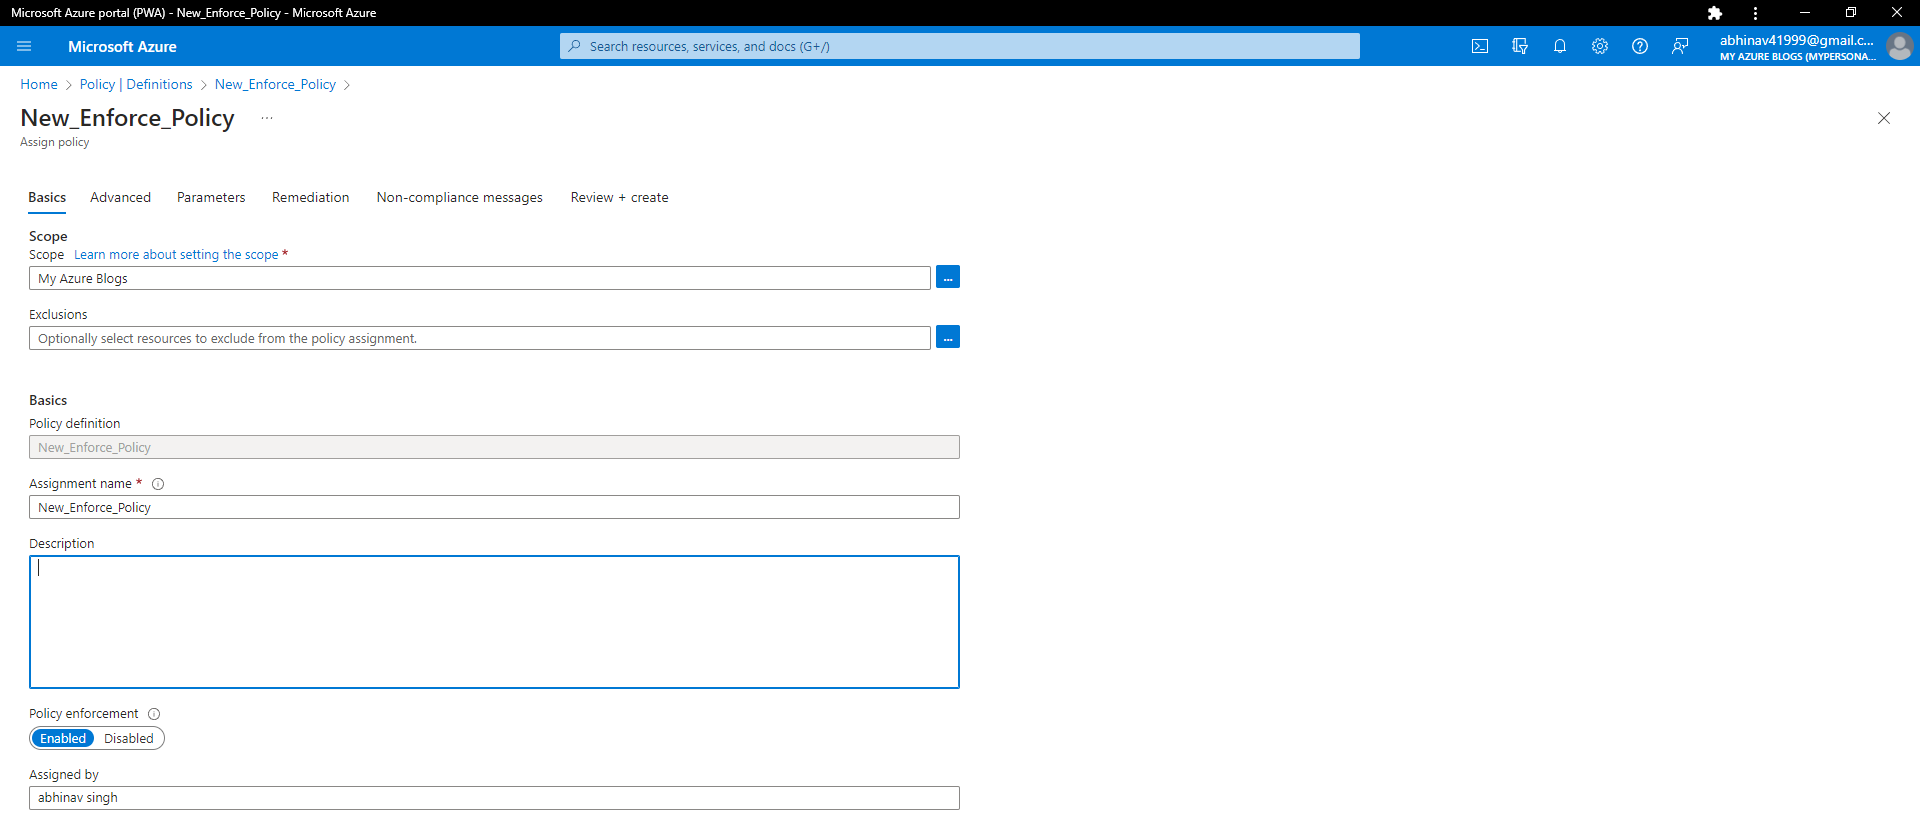 Microsoft Azure portal (PWA) - New_Enforce_Policy - Microsoft Azure
Microsoft Azure
Search resources, services, and docs (G+/)
abhinav41999@gmail.c...
MY AZURE BLOGS (MYPERSONA...
Home > Policy | Definitions > New_Enforce_Policy >
New_Enforce_Policy ...
Assign policy
Basics Advanced Parameters Remediation Non-compliance messages Review + create
Scope
Scope Learn more about setting the scope *
My Azure Blogs ...
Exclusions
Optionally select resources to exclude from the policy assignment. ...
Basics
Policy definition
New_Enforce_Policy
Assignment name *
New_Enforce_Policy
Description
Policy enforcement
Enabled Disabled
Assigned by
abhinav singh